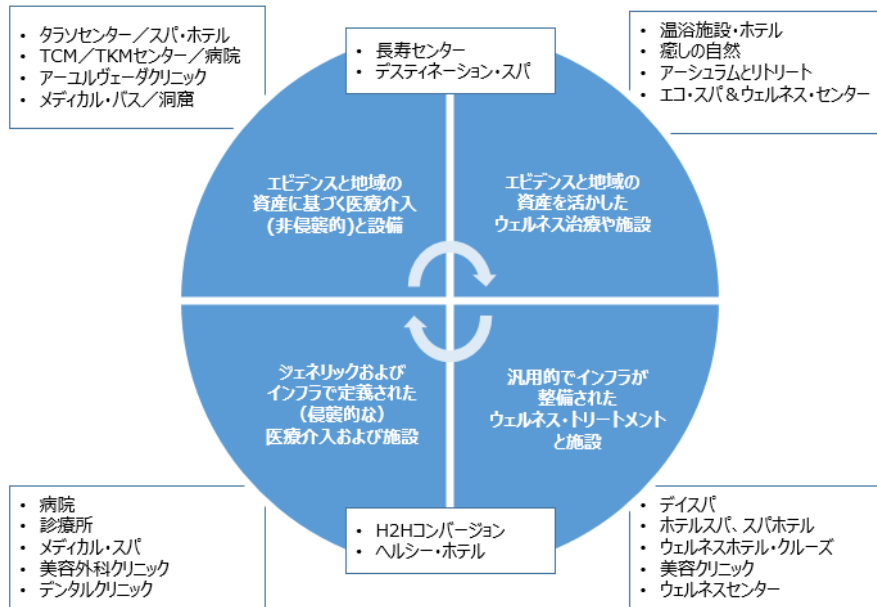 • タラソセンター／スパ・ホテル
• TCM／TKMセンター／病院
• アーユルヴェーダクリニック
• メディカル・バス／洞窟
• 長寿センター
• デスティネーション・スパ
• 温浴施設・ホテル
• 癒しの自然
• アーシュラムとリトリート
• エコ・スパ＆ウェルネス・センター
エビデンスと地域の
資産に基づく医療介入
(非侵襲的)と設備
エビデンスと地域の
資産を活かした
ウェルネス治療や施設
ジェネリックおよび
インフラで定義された
（侵襲的な）
医療介入および施設
汎用的でインフラが
整備された
ウェルネス・トリートメント
と施設
• 病院
• 診療所
• メディカル・スパ
• 美容外科クリニック
• デンタルクリニック
• H2Hコンバージョン
• ヘルシー・ホテル
• デイスパ
• ホテルスパ、スパホテル
• ウェルネスホテル・クルーズ
• 美容クリニック
• ウェルネスセンター